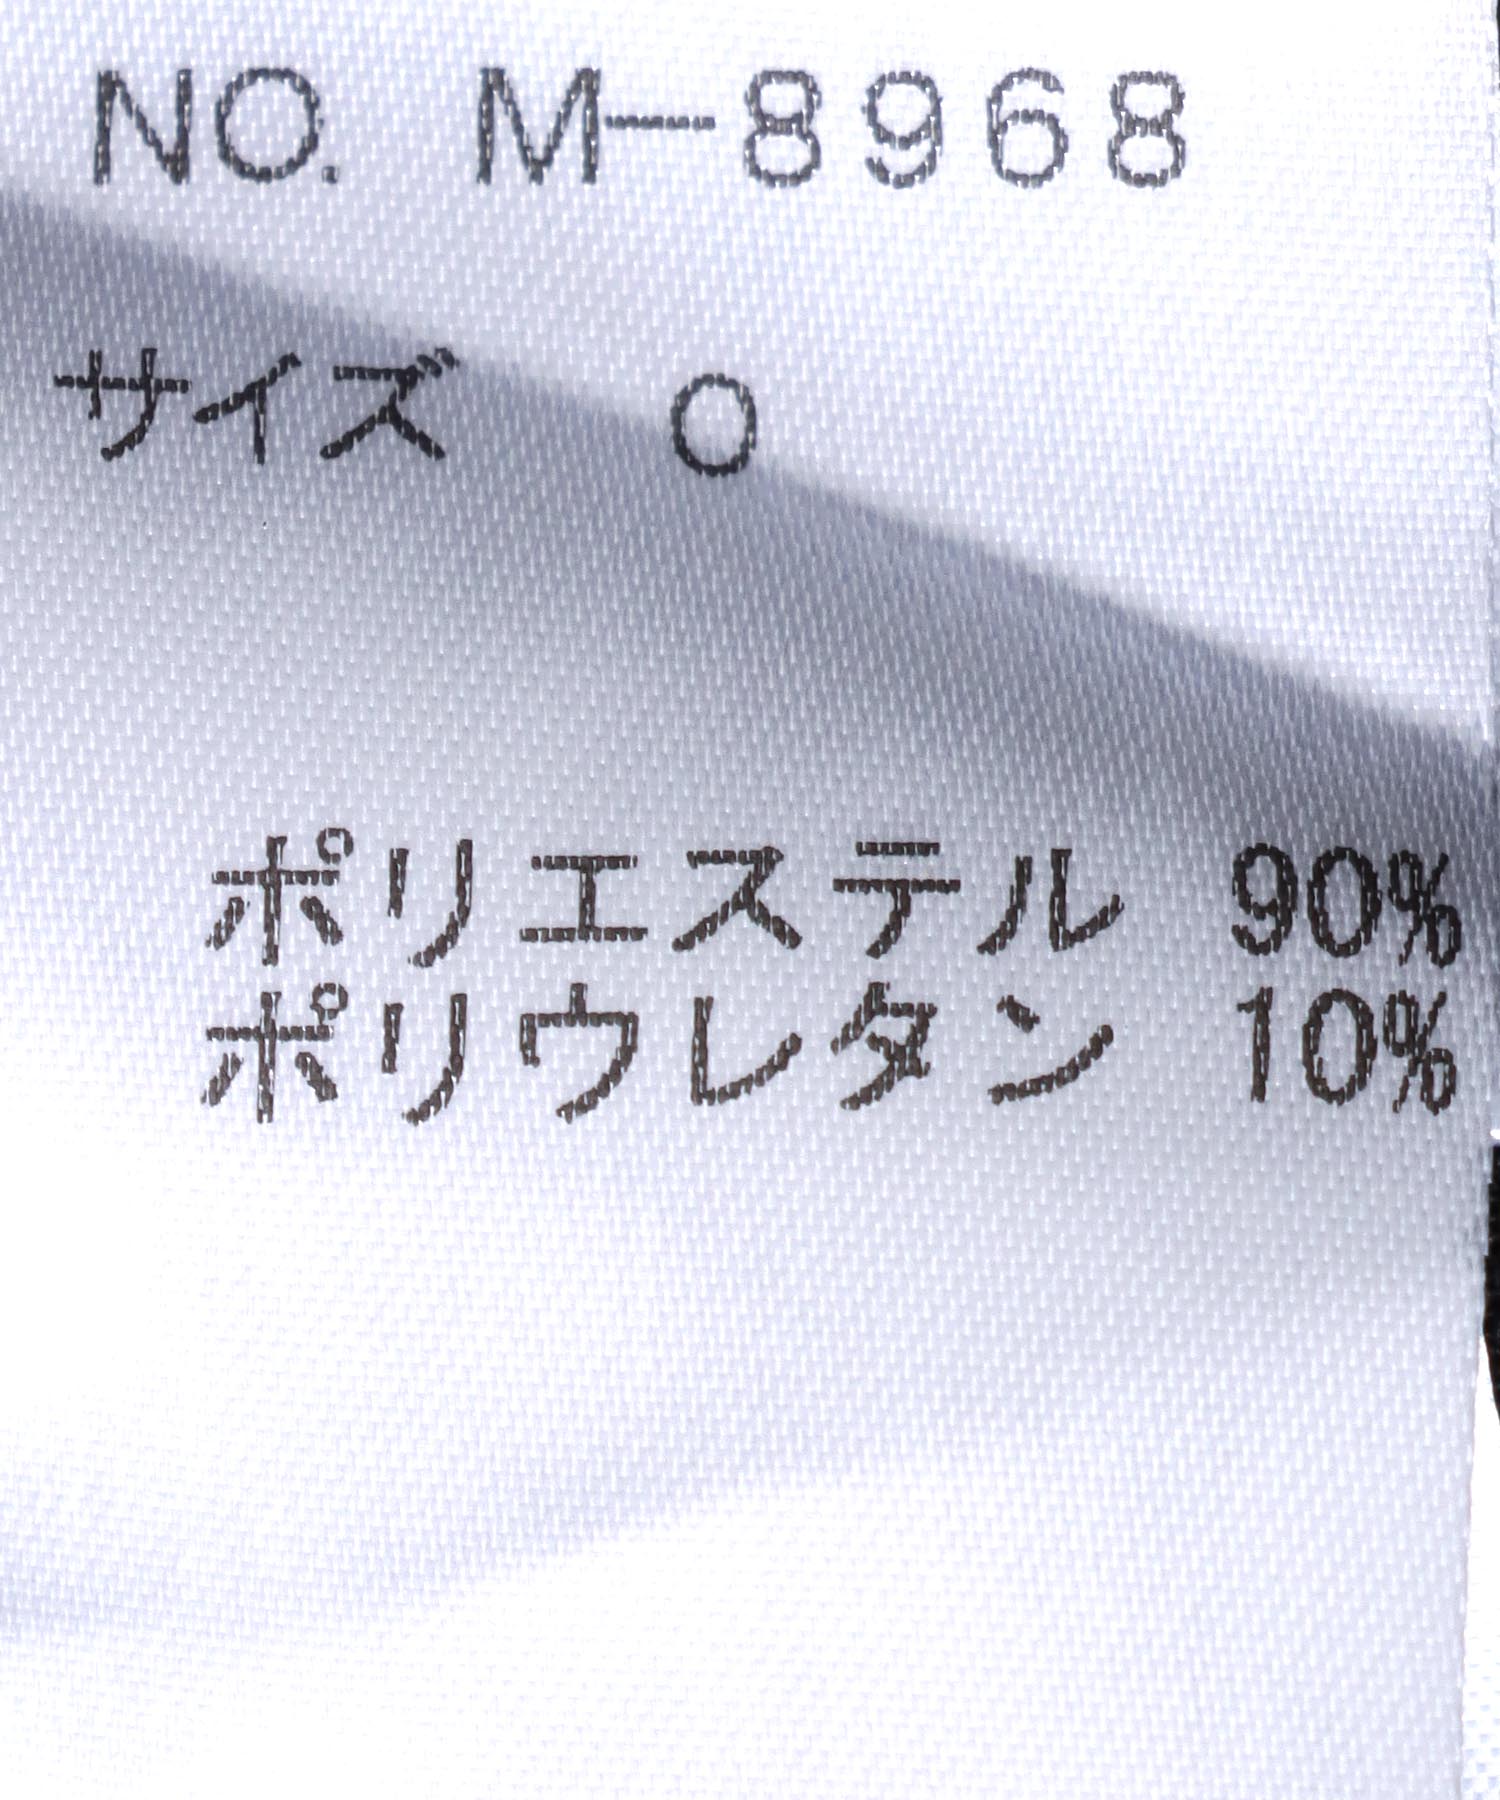 NO. M-8968
サイズ 0
ポリエステル 90%
ポリウレタン 10%